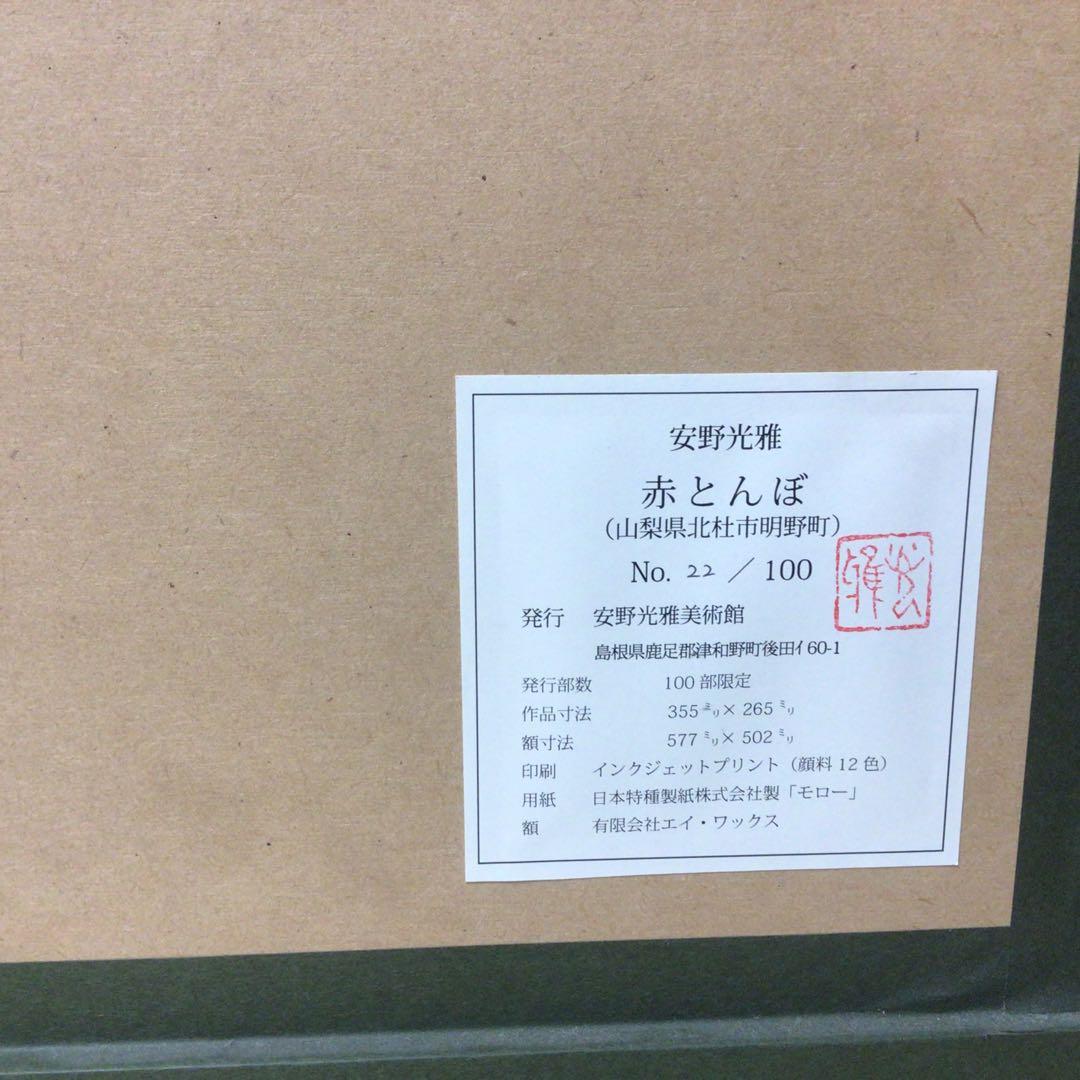 安野光雅
赤とんぼ
(山梨県北杜市明野町)
No. 22 / 100
発行 安野光雅美術館
島根県鹿足郡津和野町後田イ60-1
発行部数 100部限定
作品寸法 355㍉×265㍉
額寸法 577㍉×502㍉
印刷 インクジェットプリント（顔料12色）
用紙 日本特種製紙株式会社製「モロー」
額 有限会社エイ・ワックス